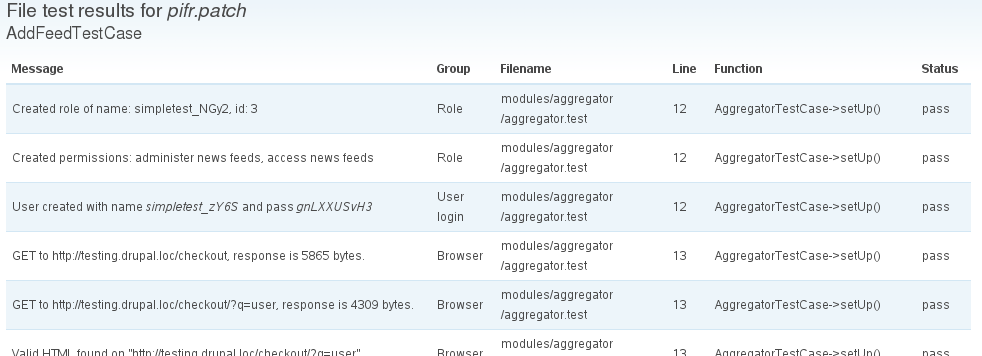 File test results for pifr.patch
AddFeedTestCase
Message Group Filename Line Function Status
Created role of name: simpletest_NGy2, id: 3 Role modules/aggregator /aggregator.test 12 AggregatorTestCase->setUp() pass
Created permissions: administer news feeds, access news feeds Role modules/aggregator /aggregator.test 12 AggregatorTestCase->setUp() pass
User created with name simpletest_zY6S and pass gnLXXUSvH3 User login modules/aggregator /aggregator.test 12 AggregatorTestCase->setUp() pass
GET to http://testing.drupal.loc/checkout, response is 5865 bytes. Browser modules/aggregator /aggregator.test 13 AggregatorTestCase->setUp() pass
GET to http://testing.drupal.loc/checkout/?q=user, response is 4309 bytes. Browser modules/aggregator /aggregator.test 13 AggregatorTestCase->setUp() pass
Valid HTML found on "http://testing.drupal.loc/checkout/?q=user" Browser modules/aggregator 13 AggregatorTestCase->setUp() pass